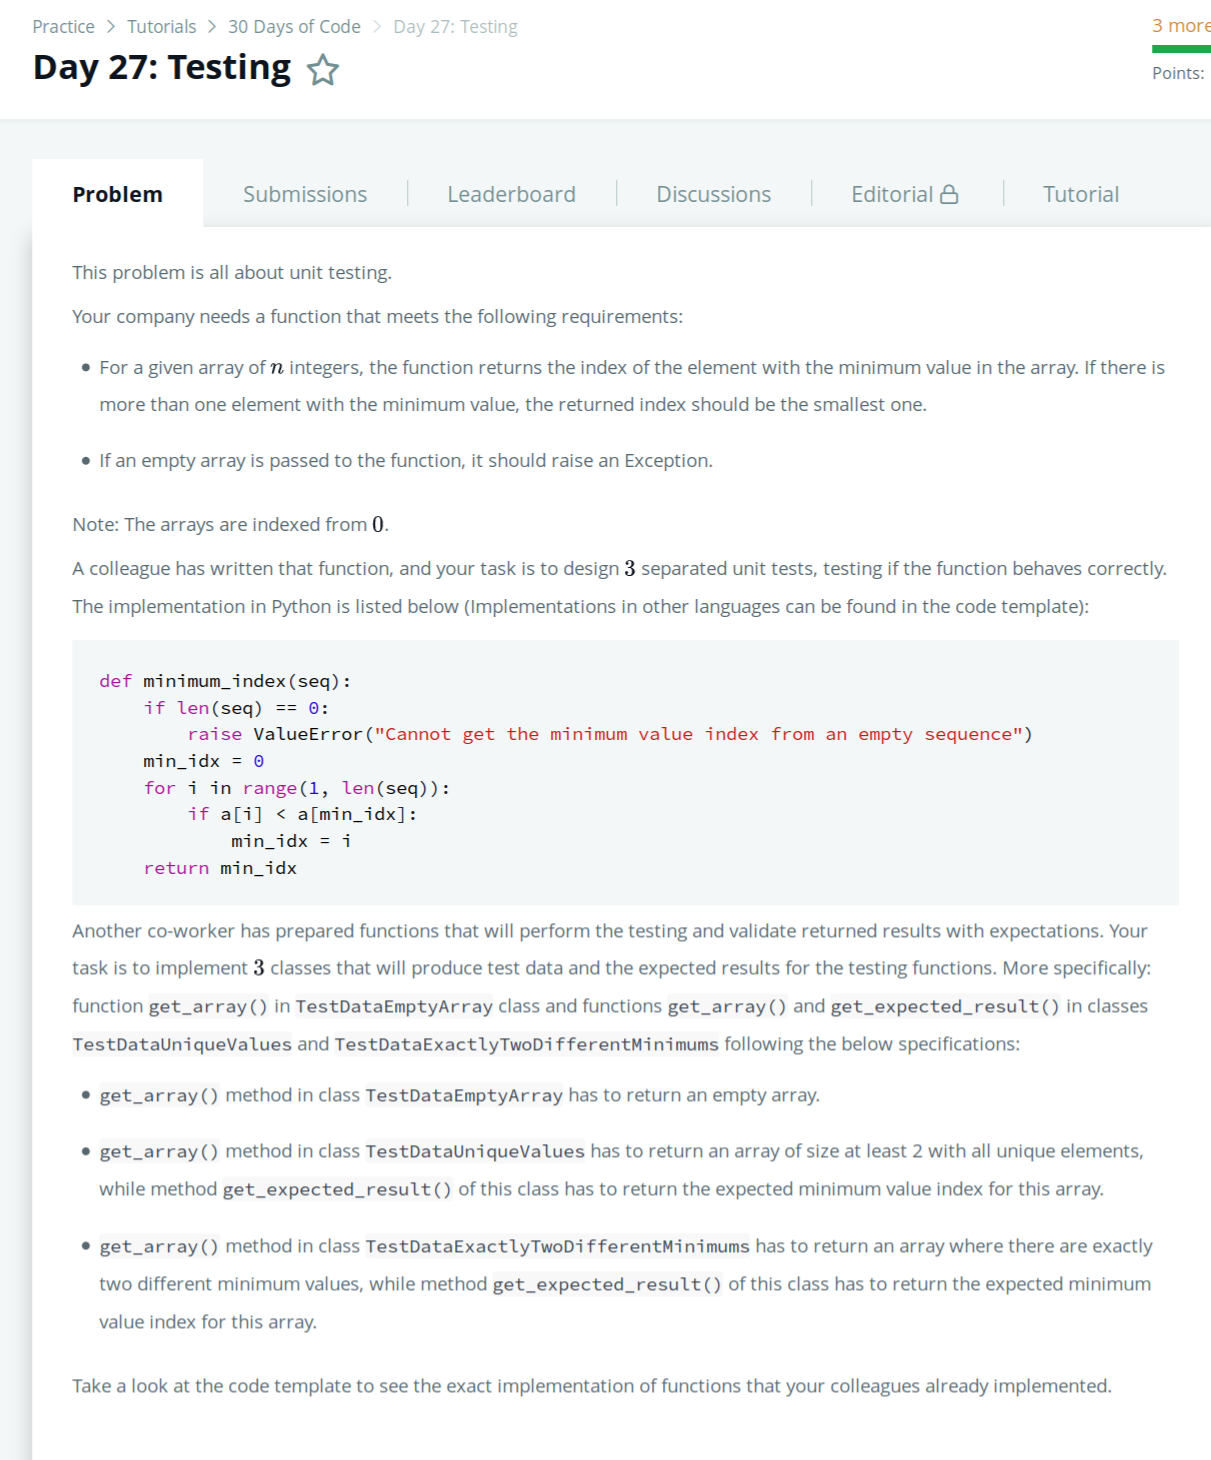 Practice > Tutorials > 30 Days of Code > Day 27: Testing
3 more
Day 27: Testing
Points:
Problem
Submissions
Leaderboard
Discussions
Editorial
Tutorial
This problem is all about unit testing.
Your company needs a function that meets the following requirements:
• For a given array of n integers, the function returns the index of the element with the minimum value in the array. If there is
more than one element with the minimum value, the returned index should be the smallest one.
• If an empty array is passed to the function, it should raise an Exception.
Note: The arrays are indexed from 0.
A colleague has written that function, and your task is to design 3 separated unit tests, testing if the function behaves correctly.
The implementation in Python is listed below (Implementations in other languages can be found in the code template):
def minimum_index(seq):
    if len(seq) == 0:
        raise ValueError("Cannot get the minimum value index from an empty sequence")
    min_idx = 0
    for i in range(1, len(seq)):
        if a[i] < a[min_idx]:
            min_idx = i
    return min_idx
Another co-worker has prepared functions that will perform the testing and validate returned results with expectations. Your
task is to implement 3 classes that will produce test data and the expected results for the testing functions. More specifically:
function get_array() in TestDataEmptyArray class and functions get_array() and get_expected_result() in classes
TestDataUniqueValues and TestDataExactlyTwoDifferentMinimums following the below specifications:
• get_array() method in class TestDataEmptyArray has to return an empty array.
• get_array() method in class TestDataUniqueValues has to return an array of size at least 2 with all unique elements,
while method get_expected_result() of this class has to return the expected minimum value index for this array.
• get_array() method in class TestDataExactlyTwoDifferentMinimums has to return an array where there are exactly
two different minimum values, while method get_expected_result() of this class has to return the expected minimum
value index for this array.
Take a look at the code template to see the exact implementation of functions that your colleagues already implemented.